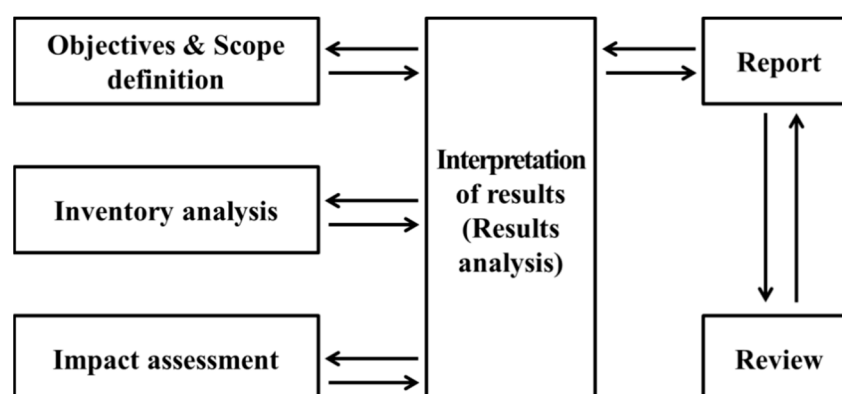 Objectives & Scope
definition
Inventory analysis
Impact assessment
Interpretation
of results
(Results
analysis)
Report
Review